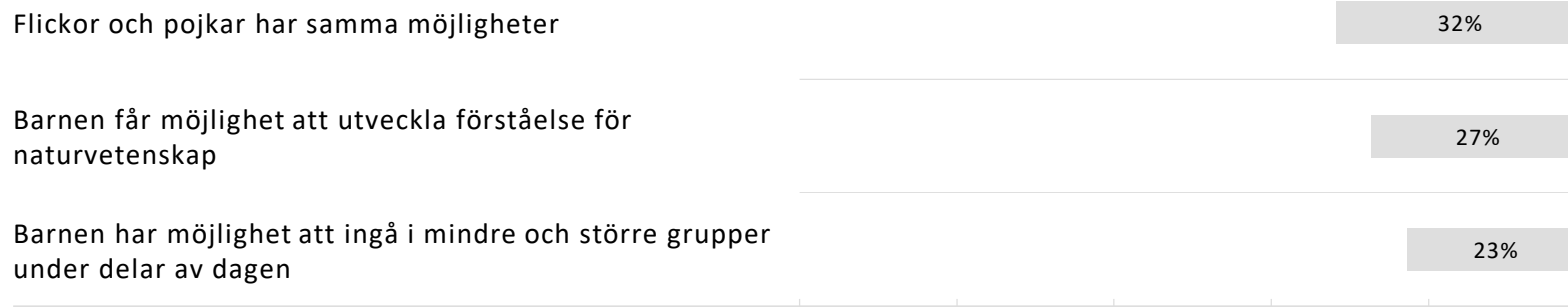 Flickor och pojkar har samma möjligheter
32%
Barnen får möjlighet att utveckla förståelse för
naturvetenskap
27%
Barnen har möjlighet att ingå i mindre och större grupper
under delar av dagen
23%